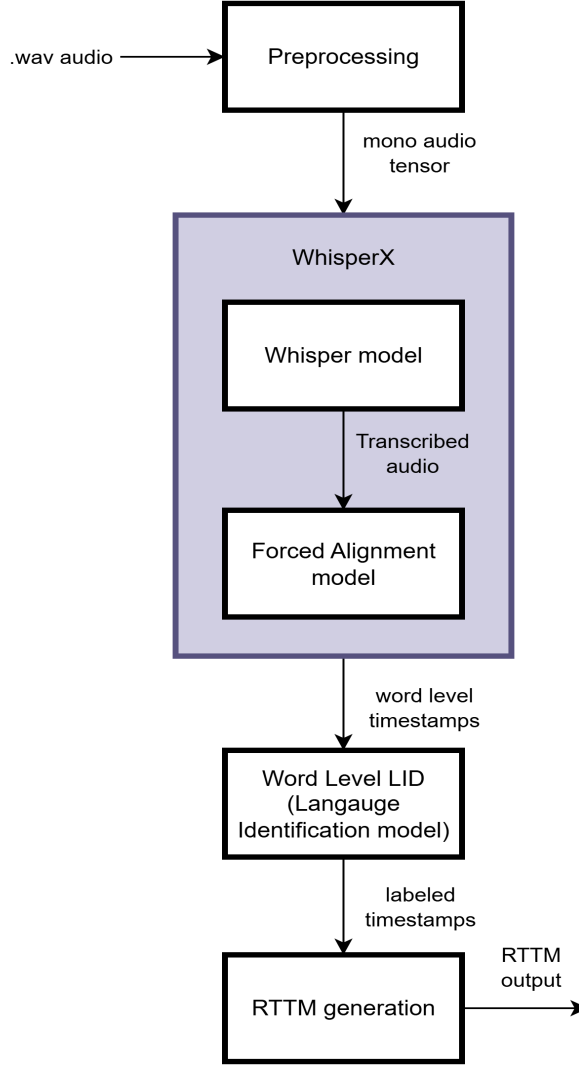 .wav audio
Preprocessing
mono audio
tensor
WhisperX
Whisper model
Transcribed
audio
Forced Alignment
model
word level
timestamps
Word Level LID
(Langauge
Identification model)
labeled
timestamps
RTTM
output
RTTM generation